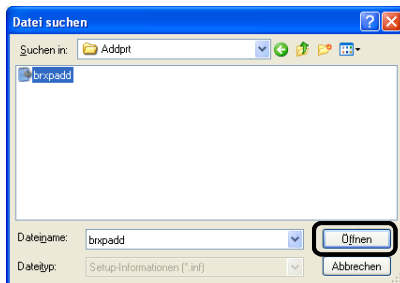 Datei suchen
Suchen in: Addprt
brxpadd
Dateiname: brxpadd Öffnen
Dateityp: Setup-Informationen (*.inf) Abbrechen